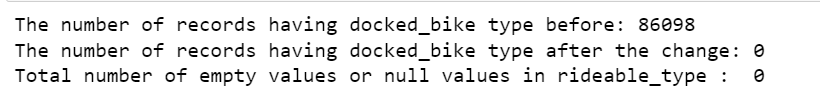 The number of records having docked_bike type before: 86098
The number of records having docked_bike type after the change: 0
Total number of empty values or null values in rideable_type :  0